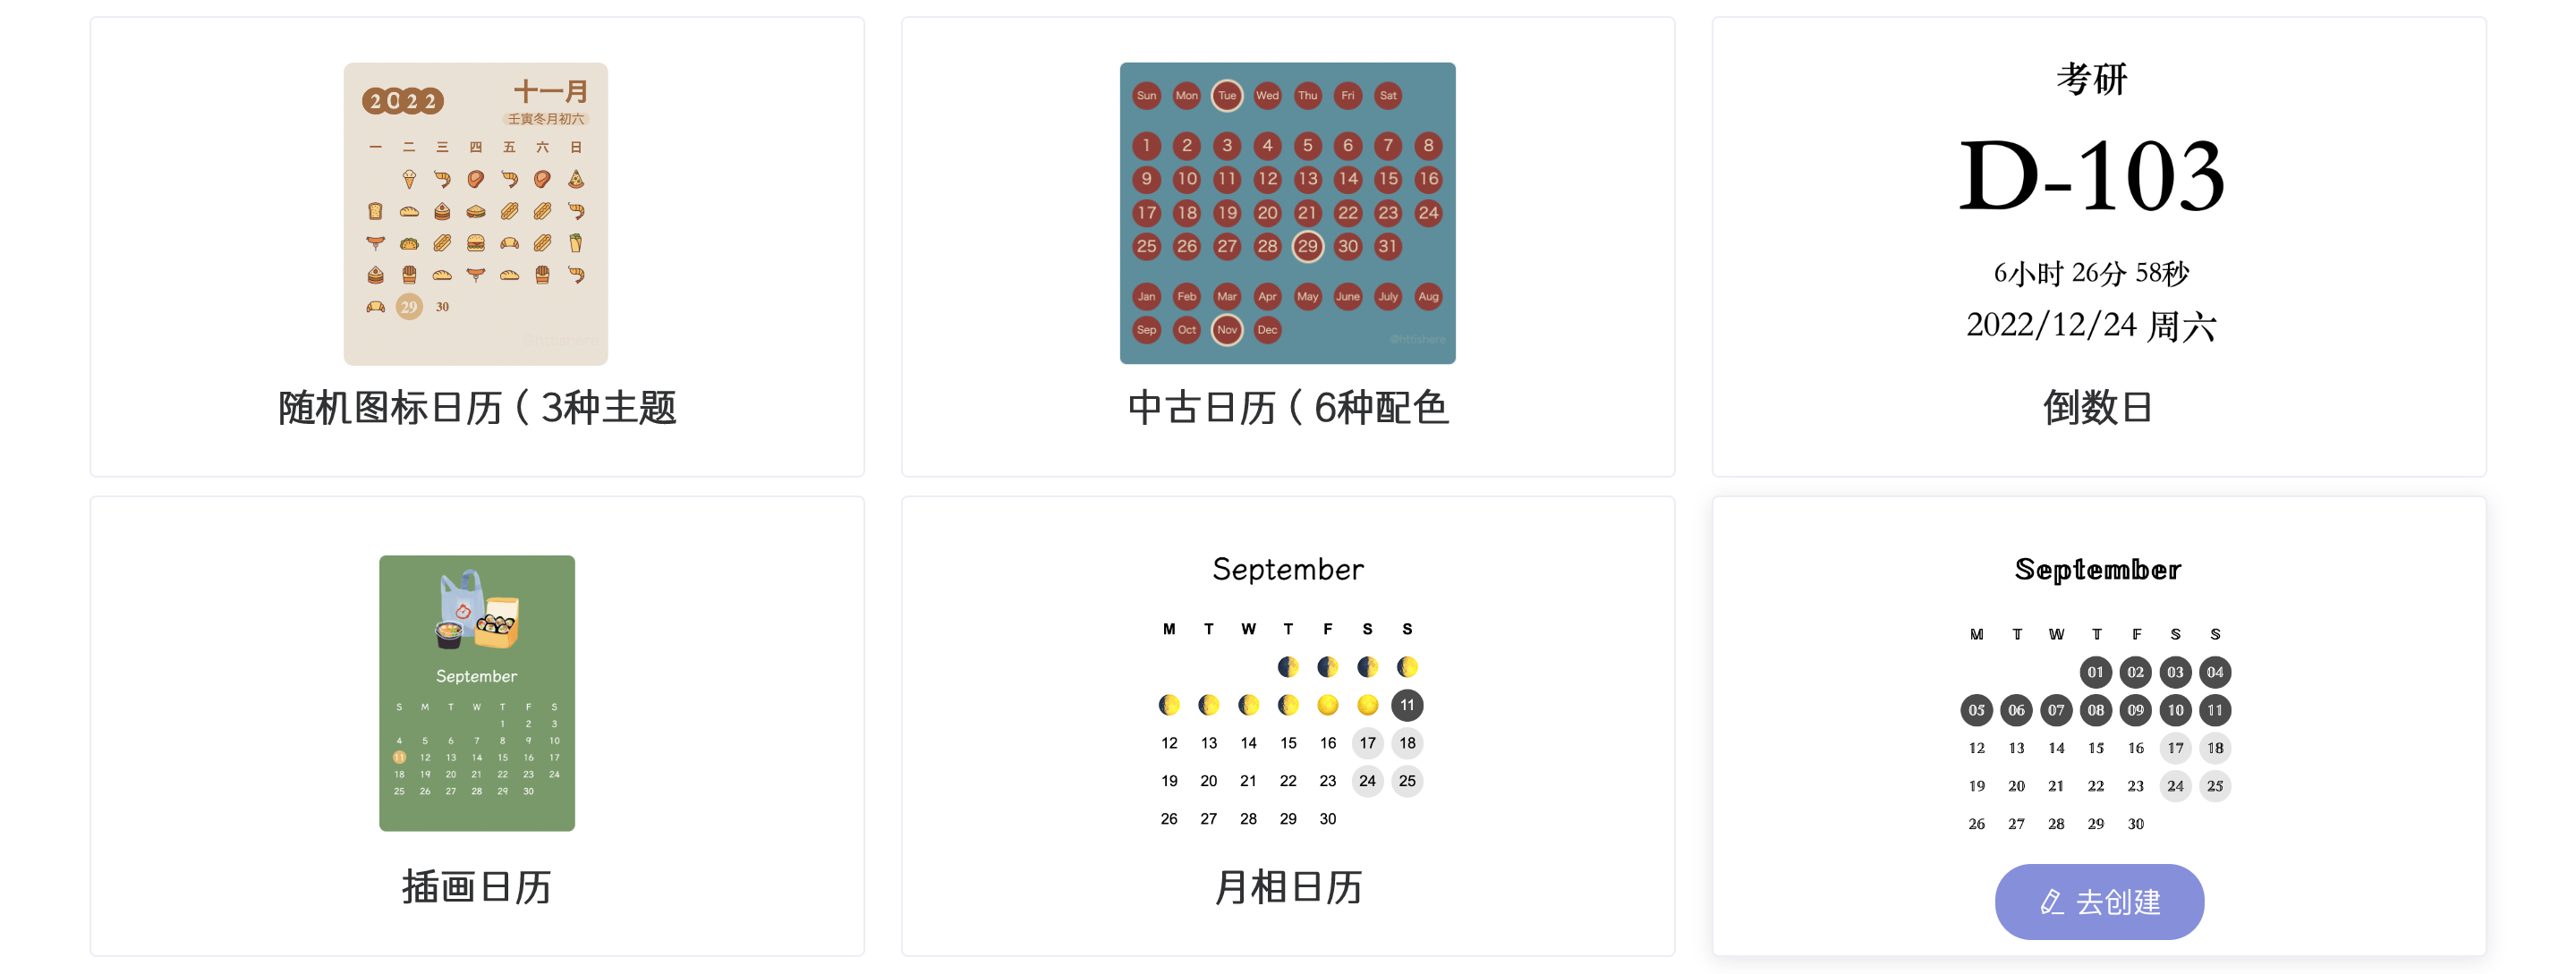 2022
十一月
壬寅冬月初六
一 二 三 四 五 六 日
29 30
@httishere
随机图标日历（3种主题
Sun Mon Tue Wed Thu Fri Sat
1 2 3 4 5 6 7 8
9 10 11 12 13 14 15 16
17 18 19 20 21 22 23 24
25 26 27 28 29 30 31
Jan Feb Mar Apr May June July Aug
Sep Oct Nov Dec
@httishere
中古日历（6种配色
考研
D-103
6小时 26分 58秒
2022/12/24 周六
倒数日
September
S M T W T F S
1 2 3
4 5 6 7 8 9 10
11 12 13 14 15 16 17
18 19 20 21 22 23 24
25 26 27 28 29 30
插画日历
September
M T W T F S S
11
12 13 14 15 16 17 18
19 20 21 22 23 24 25
26 27 28 29 30
月相日历
September
M T W T F S S
01 02 03 04
05 06 07 08 09 10 11
12 13 14 15 16 17 18
19 20 21 22 23 24 25
26 27 28 29 30
去创建